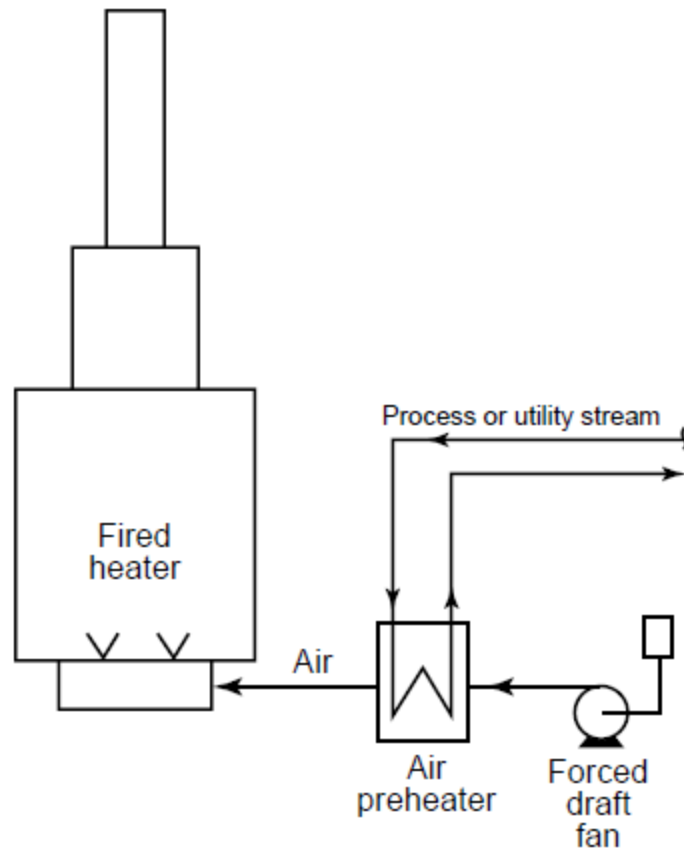 Process or utility stream
Fired
heater
Air
Air
preheater
Forced
draft
fan